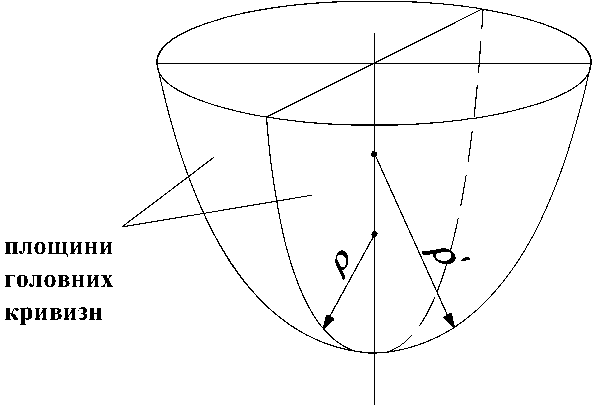 площини
головних
кривизн
ρ
ρ'